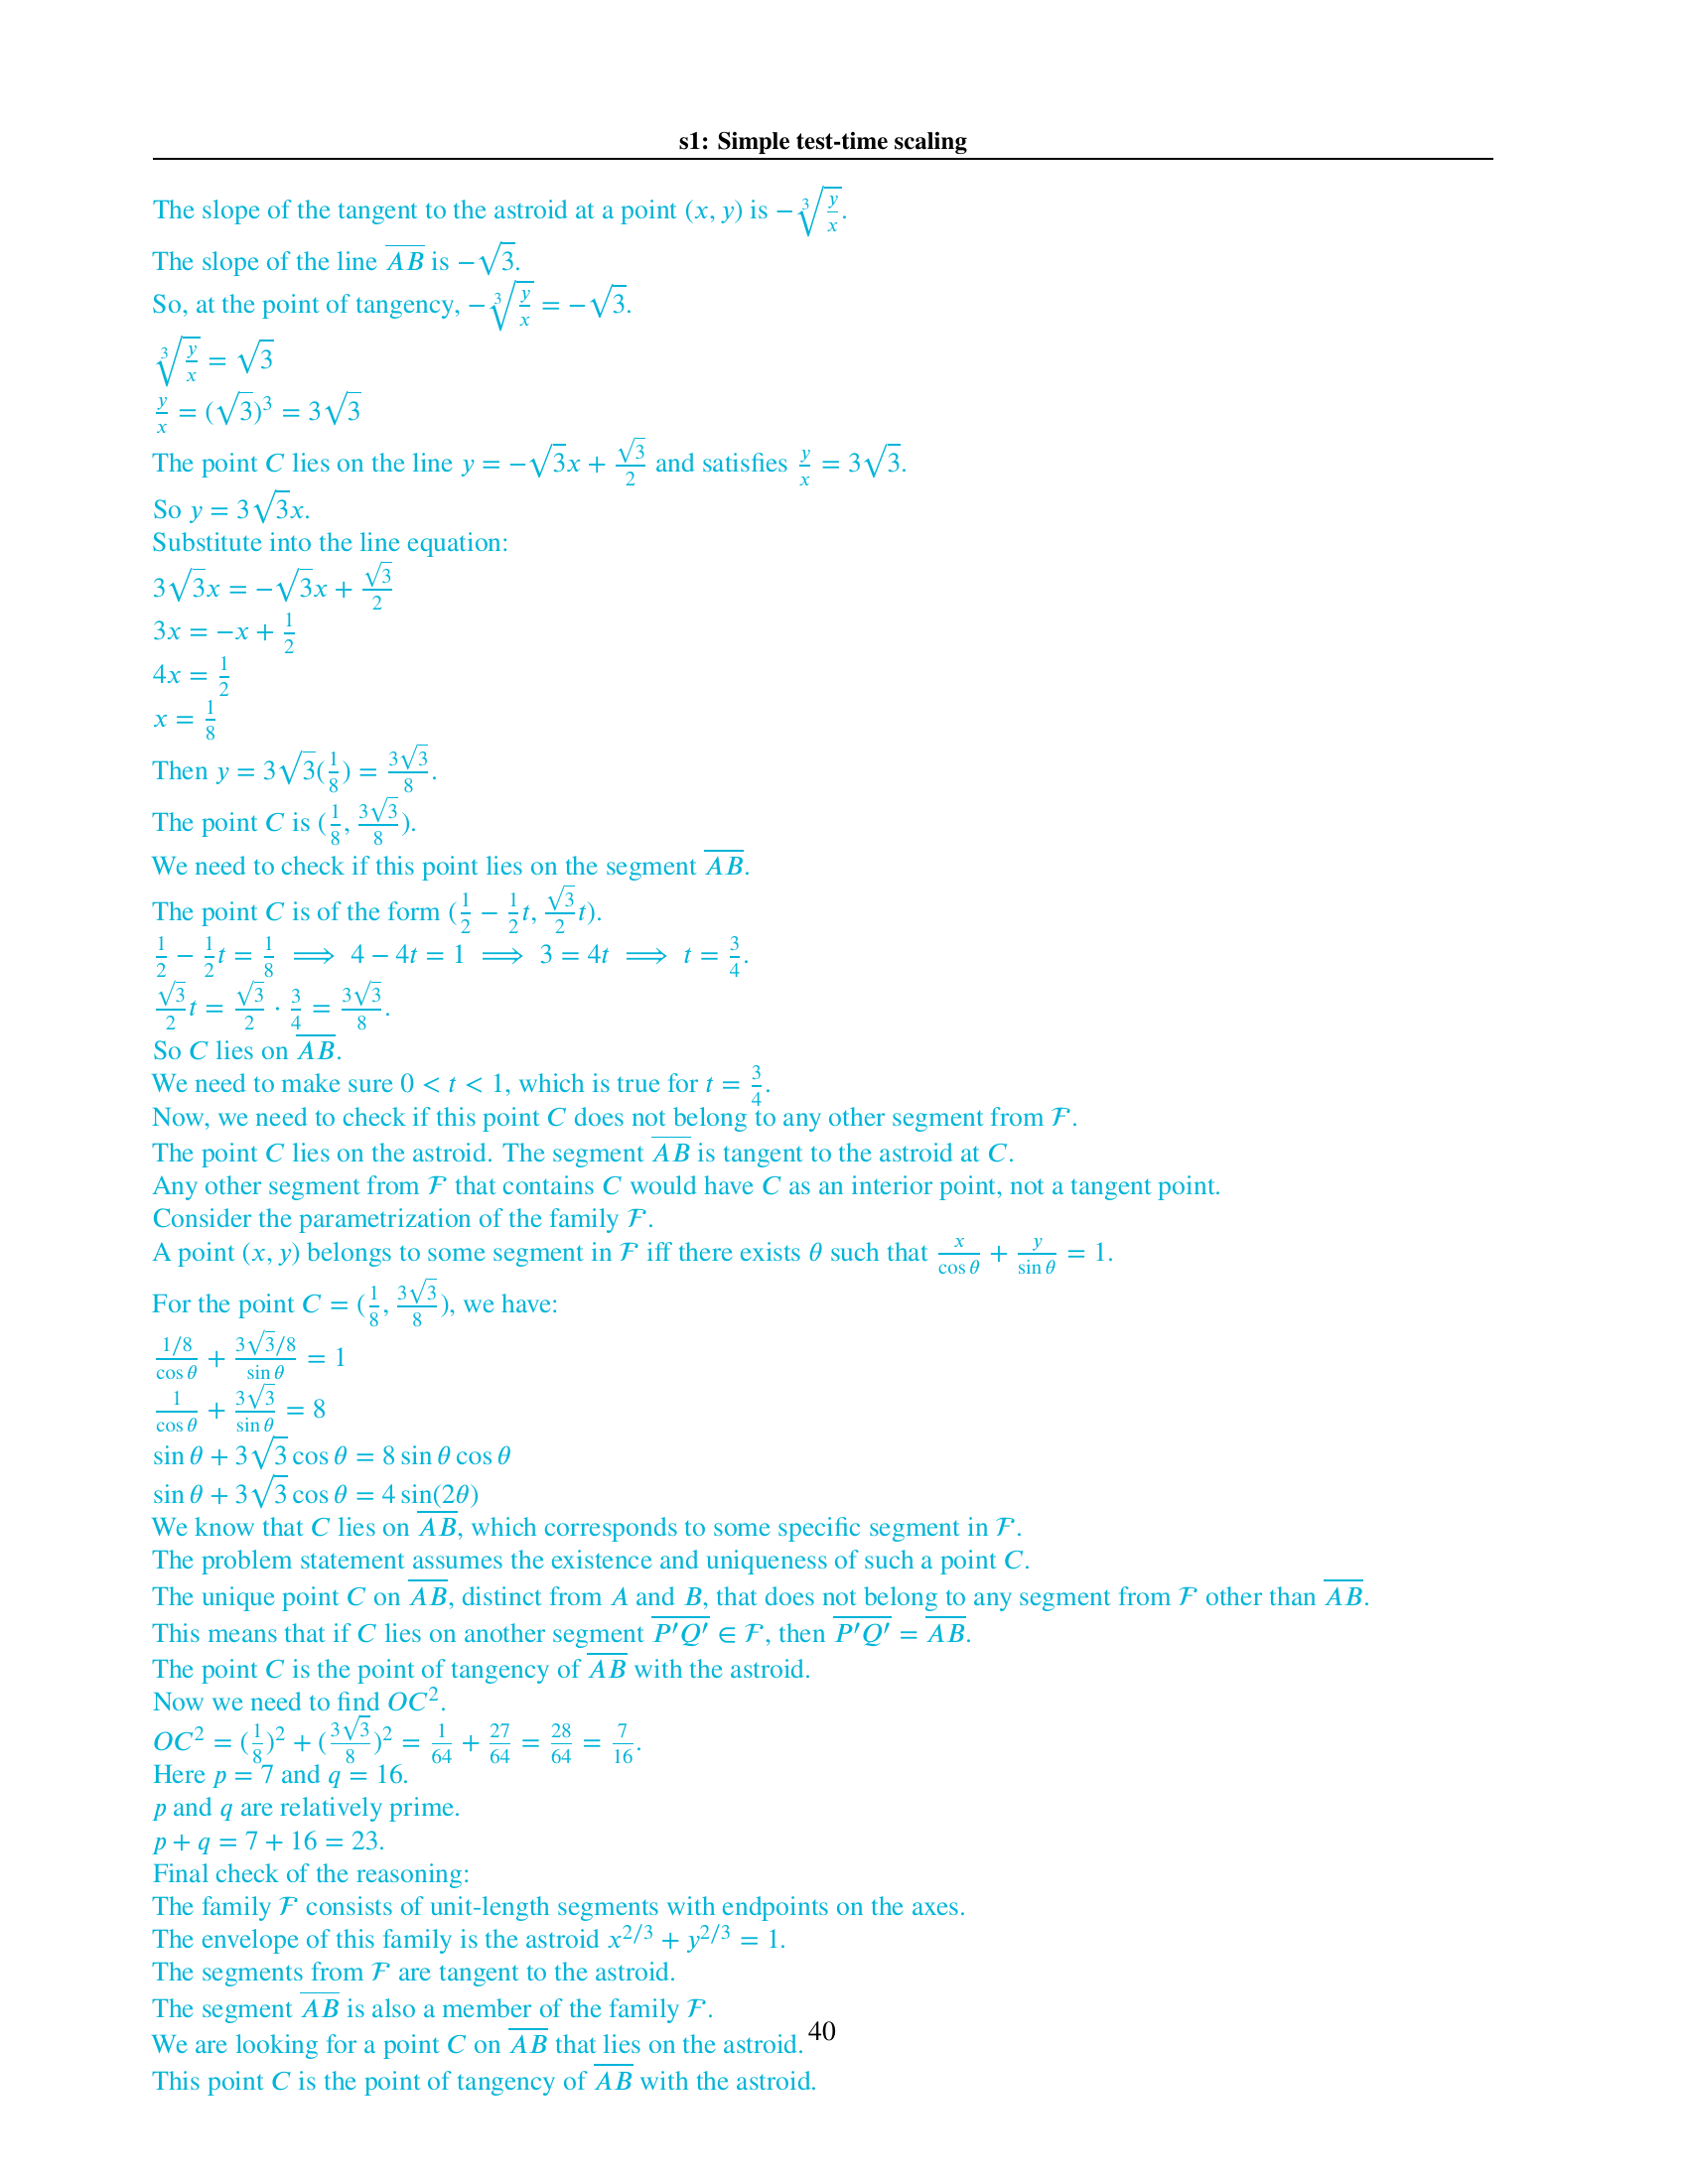 s1: Simple test-time scaling
The slope of the tangent to the astroid at a point $(x, y)$ is $-\sqrt[3]{\frac{y}{x}}$.
The slope of the line $\overline{AB}$ is $-\sqrt{3}$.
So, at the point of tangency, $-\sqrt[3]{\frac{y}{x}} = -\sqrt{3}$.
$\sqrt[3]{\frac{y}{x}} = \sqrt{3}$
$\frac{y}{x} = (\sqrt{3})^3 = 3\sqrt{3}$
The point $C$ lies on the line $y = -\sqrt{3}x + \frac{\sqrt{3}}{2}$ and satisfies $\frac{y}{x} = 3\sqrt{3}$.
So $y = 3\sqrt{3}x$.
Substitute into the line equation:
$3\sqrt{3}x = -\sqrt{3}x + \frac{\sqrt{3}}{2}$
$3x = -x + \frac{1}{2}$
$4x = \frac{1}{2}$
$x = \frac{1}{8}$
Then $y = 3\sqrt{3}(\frac{1}{8}) = \frac{3\sqrt{3}}{8}$.
The point $C$ is $(\frac{1}{8}, \frac{3\sqrt{3}}{8})$.
We need to check if this point lies on the segment $\overline{AB}$.
The point $C$ is of the form $(\frac{1}{2} - \frac{1}{2}t, \frac{\sqrt{3}}{2}t)$.
$\frac{1}{2} - \frac{1}{2}t = \frac{1}{8} \implies 4 - 4t = 1 \implies 3 = 4t \implies t = \frac{3}{4}$.
$\frac{\sqrt{3}}{2}t = \frac{\sqrt{3}}{2} \cdot \frac{3}{4} = \frac{3\sqrt{3}}{8}$.
So $C$ lies on $\overline{AB}$.
We need to make sure $0 < t < 1$, which is true for $t = \frac{3}{4}$.
Now, we need to check if this point $C$ does not belong to any other segment from $\mathcal{F}$.
The point $C$ lies on the astroid. The segment $\overline{AB}$ is tangent to the astroid at $C$.
Any other segment from $\mathcal{F}$ that contains $C$ would have $C$ as an interior point, not a tangent point.
Consider the parametrization of the family $\mathcal{F}$.
A point $(x, y)$ belongs to some segment in $\mathcal{F}$ iff there exists $\theta$ such that $\frac{x}{\cos\theta} + \frac{y}{\sin\theta} = 1$.
For the point $C = (\frac{1}{8}, \frac{3\sqrt{3}}{8})$, we have:
$\frac{1/8}{\cos\theta} + \frac{3\sqrt{3}/8}{\sin\theta} = 1$
$\frac{1}{\cos\theta} + \frac{3\sqrt{3}}{\sin\theta} = 8$
$\sin\theta + 3\sqrt{3}\cos\theta = 8\sin\theta\cos\theta$
$\sin\theta + 3\sqrt{3}\cos\theta = 4\sin(2\theta)$
We know that $C$ lies on $\overline{AB}$, which corresponds to some specific segment in $\mathcal{F}$.
The problem statement assumes the existence and uniqueness of such a point $C$.
The unique point $C$ on $\overline{AB}$, distinct from $A$ and $B$, that does not belong to any segment from $\mathcal{F}$ other than $\overline{AB}$.
This means that if $C$ lies on another segment $\overline{P'Q'} \in \mathcal{F}$, then $\overline{P'Q'} = \overline{AB}$.
The point $C$ is the point of tangency of $\overline{AB}$ with the astroid.
Now we need to find $OC^2$.
$OC^2 = (\frac{1}{8})^2 + (\frac{3\sqrt{3}}{8})^2 = \frac{1}{64} + \frac{27}{64} = \frac{28}{64} = \frac{7}{16}$.
Here $p = 7$ and $q = 16$.
$p$ and $q$ are relatively prime.
$p + q = 7 + 16 = 23$.
Final check of the reasoning:
The family $\mathcal{F}$ consists of unit-length segments with endpoints on the axes.
The envelope of this family is the astroid $x^{2/3} + y^{2/3} = 1$.
The segments from $\mathcal{F}$ are tangent to the astroid.
The segment $\overline{AB}$ is also a member of the family $\mathcal{F}$.
We are looking for a point $C$ on $\overline{AB}$ that lies on the astroid.
This point $C$ is the point of tangency of $\overline{AB}$ with the astroid.
40